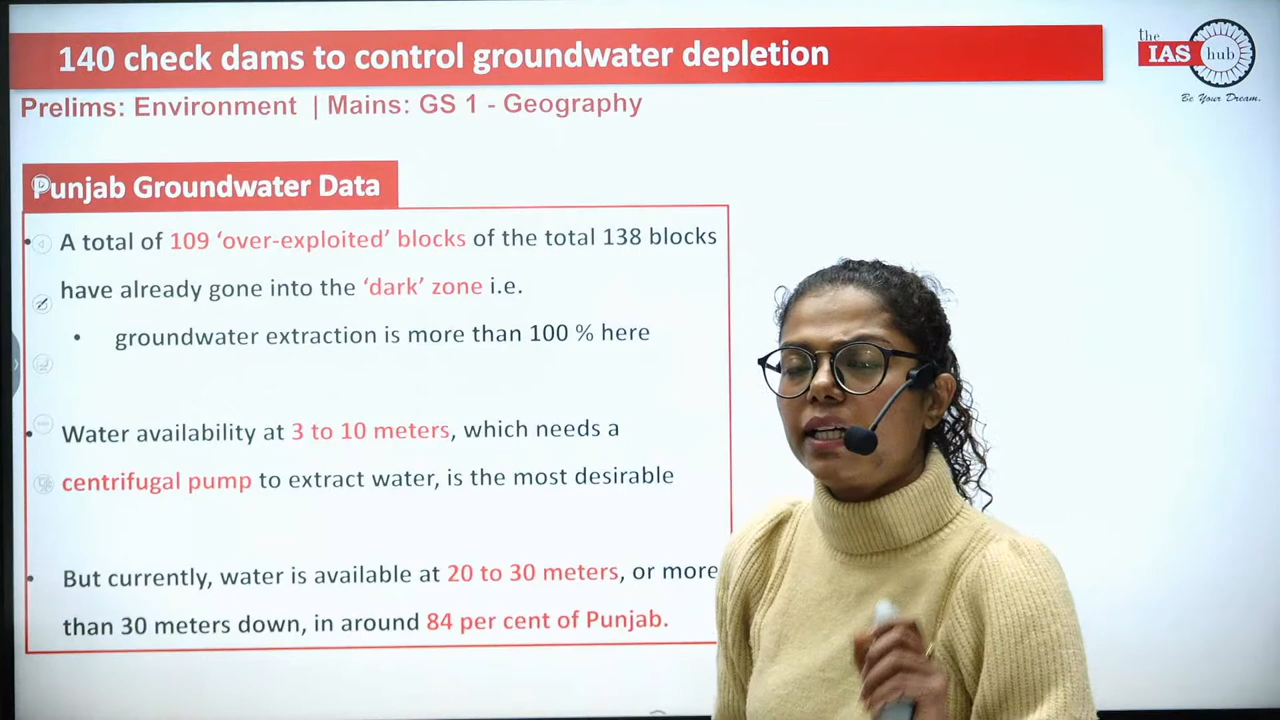 140 check dams to control groundwater depletion
the
IAS hub
Be Your Dream.
Prelims: Environment | Mains: GS 1 - Geography
Punjab Groundwater Data
• A total of 109 ‘over-exploited’ blocks of the total 138 blocks
have already gone into the ‘dark’ zone i.e.
• groundwater extraction is more than 100 % here
• Water availability at 3 to 10 meters, which needs a
centrifugal pump to extract water, is the most desirable
• But currently, water is available at 20 to 30 meters, or more
than 30 meters down, in around 84 per cent of Punjab.